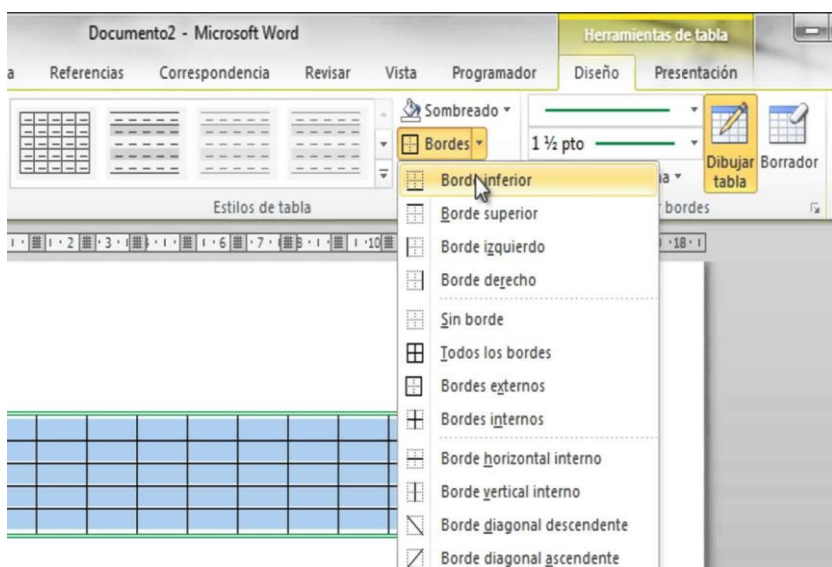 Documento2 - Microsoft Word
Herramientas de tabla
a Referencias Correspondencia Revisar Vista Programador Diseño Presentación
Sombreado
Bordes
1 ½ pto
Dibujar tabla
Borrador
Estilos de tabla
bordes
Borde inferior
Borde superior
Borde izquierdo
Borde derecho
Sin borde
Todos los bordes
Bordes externos
Bordes internos
Borde horizontal interno
Borde vertical interno
Borde diagonal descendente
Borde diagonal ascendente